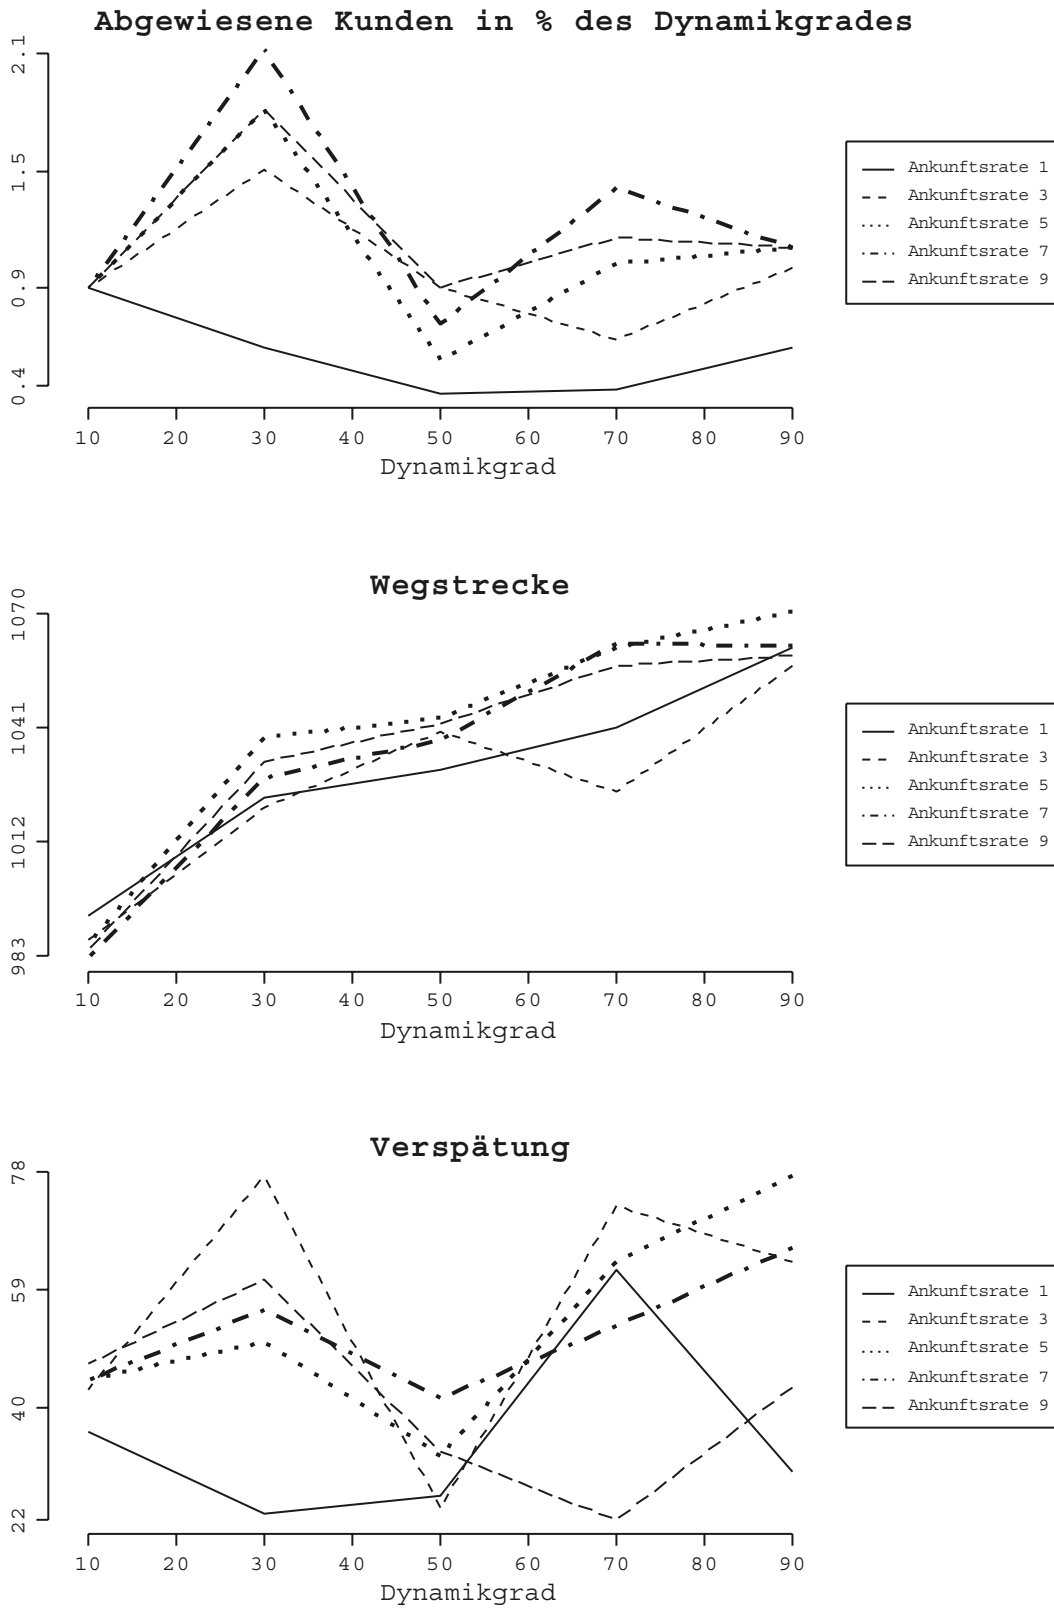 Abgewiesene Kunden in % des Dynamikgrades
2.1
1.5
0.9
0.4
10 20 30 40 50 60 70 80 90
Dynamikgrad
Ankunftsrate 1
Ankunftsrate 3
Ankunftsrate 5
Ankunftsrate 7
Ankunftsrate 9
Wegstrecke
1070
1041
1012
983
10 20 30 40 50 60 70 80 90
Dynamikgrad
Ankunftsrate 1
Ankunftsrate 3
Ankunftsrate 5
Ankunftsrate 7
Ankunftsrate 9
Verspätung
78
59
40
22
10 20 30 40 50 60 70 80 90
Dynamikgrad
Ankunftsrate 1
Ankunftsrate 3
Ankunftsrate 5
Ankunftsrate 7
Ankunftsrate 9